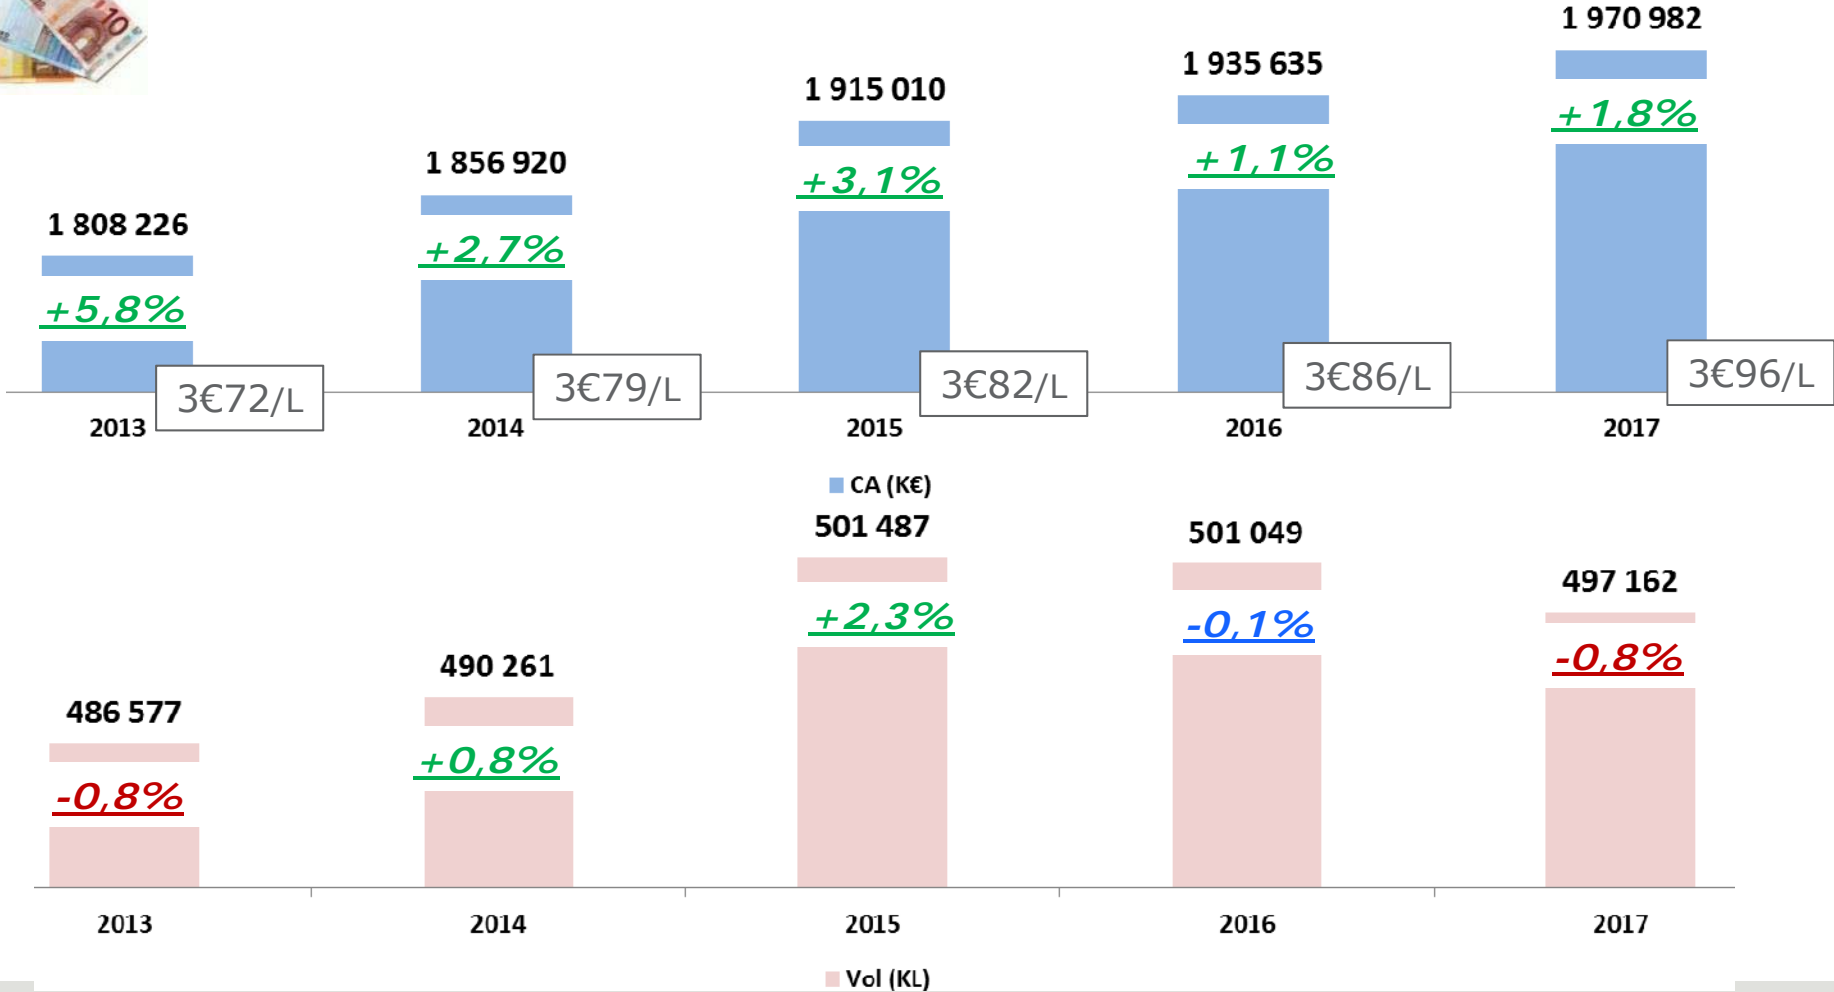 10
1 970 982
1 935 635
1 915 010
1 856 920
1 808 226
+1,8%
+1,1%
+3,1%
+2,7%
+5,8%
3€72/L
3€79/L
3€82/L
3€86/L
3€96/L
2013
2014
2015
2016
2017
CA (K€)
501 487
501 049
497 162
490 261
486 577
+2,3%
-0,1%
-0,8%
+0,8%
-0,8%
2013
2014
2015
2016
2017
Vol (KL)